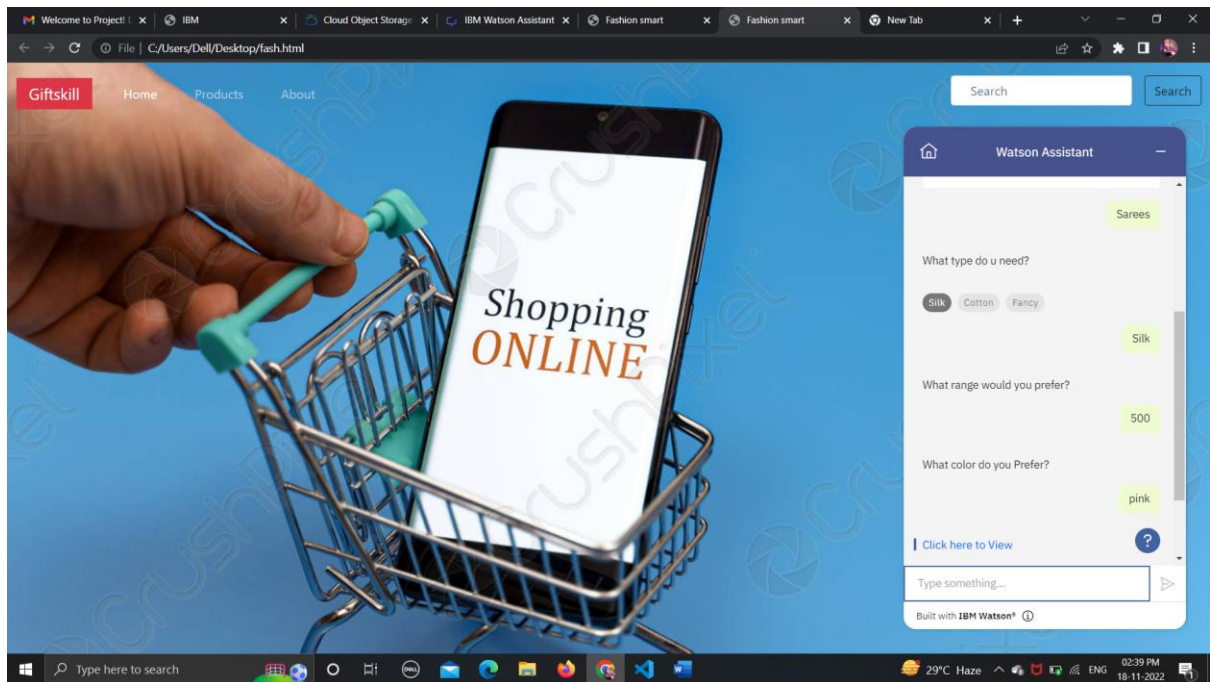 Welcome to Project! (
IBM
Cloud Object Storage
IBM Watson Assistant
Fashion smart
Fashion smart
New Tab
File | C:/Users/Dell/Desktop/fash.html
Giftskill
Home
Products
About
Search
Search
Shopping
ONLINE
Watson Assistant
Sarees
What type do u need?
Silk Cotton Fancy
Silk
What range would you prefer?
500
What color do you Prefer?
pink
Click here to View
?
Type something...
Built with IBM Watson®
CrushPixel
Type here to search
DELL
29°C Haze
ENG
02:39 PM
18-11-2022